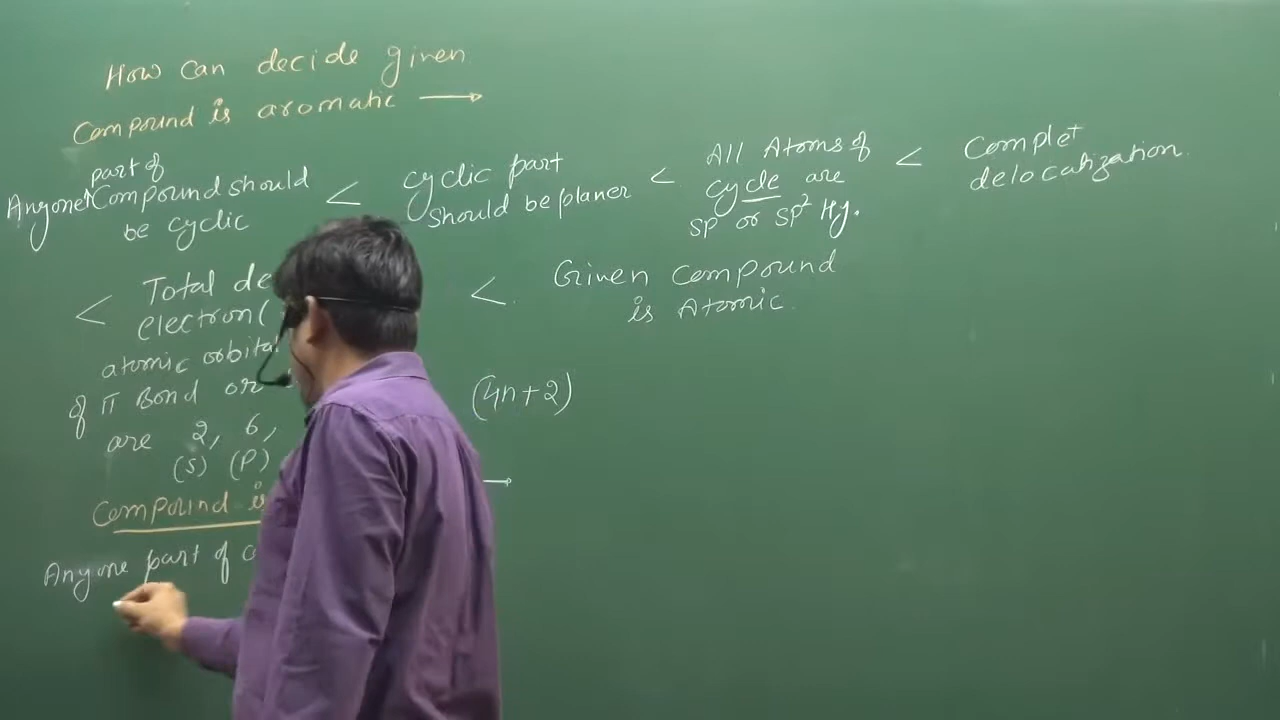 How can decide given
Compound is aromatic →
part of
Anyone Compound should
be cyclic
< cyclic part
should be planer
< All Atoms of
cycle are
SP or SP² Hy.
< Complet
delocalization
< Total de
electron(
atomic orbital
of π Bond or
are 2, 6,
(S) (P)
< Given compound
is Atomic.
(4n+2)
Compound is
→
Anyone part of c